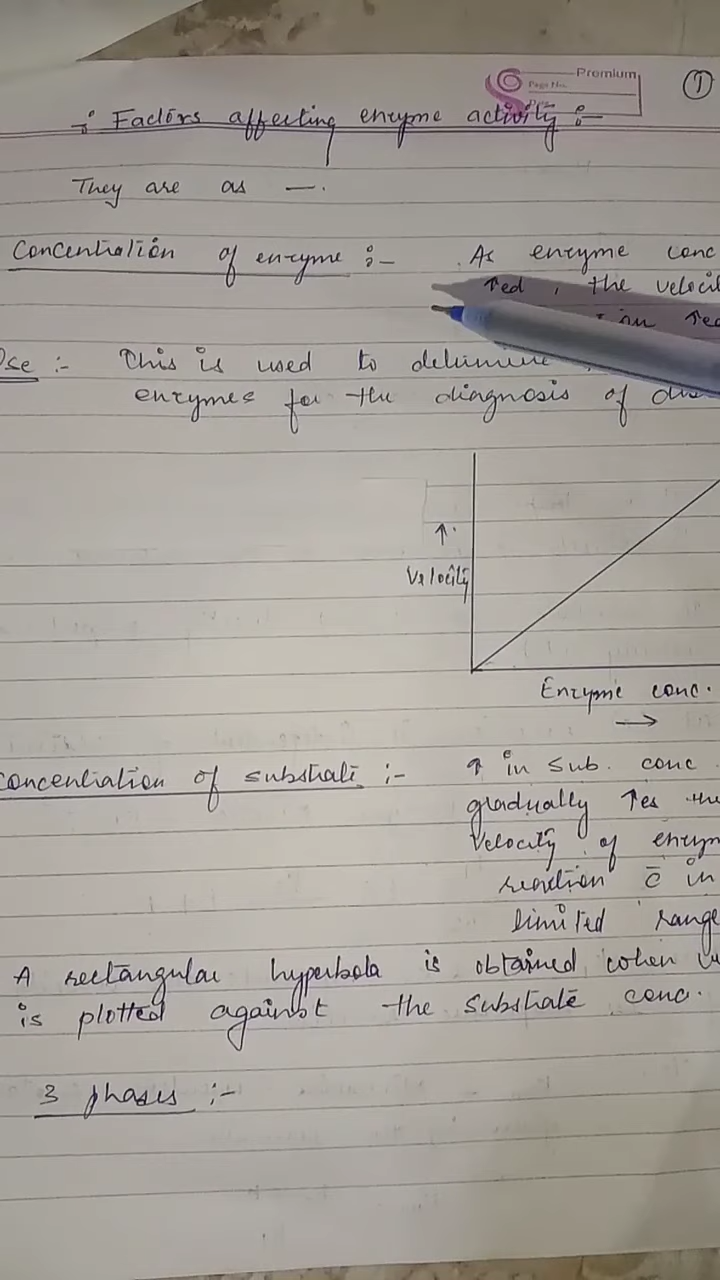 Premium
Page No.
①
-: Factors affecting enzyme activity :-
They are as —.
Concentration of enzyme :- As enzyme conc
↑ed, the veloci
↑ed
Use :- This is used to determine
enzymes for the diagnosis of
↑
Velocity
Enzyme conc.
→
Concentration of substrate :- ↑ in sub. conc.
gradually ↑es the
velocity of enzym
reaction c̄ in
limited range
A rectangular hyperbola is obtained when
is plotted against the substrate conc.
3 phases :-